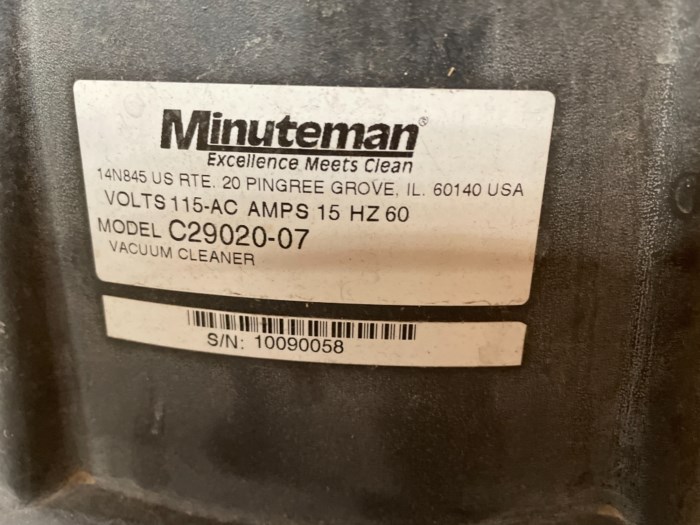 Minuteman®
Excellence Meets Clean
14N845 US RTE. 20 PINGREE GROVE, IL. 60140 USA
VOLTS 115-AC AMPS 15 HZ 60
MODEL C29020-07
VACUUM CLEANER
S/N: 10090058